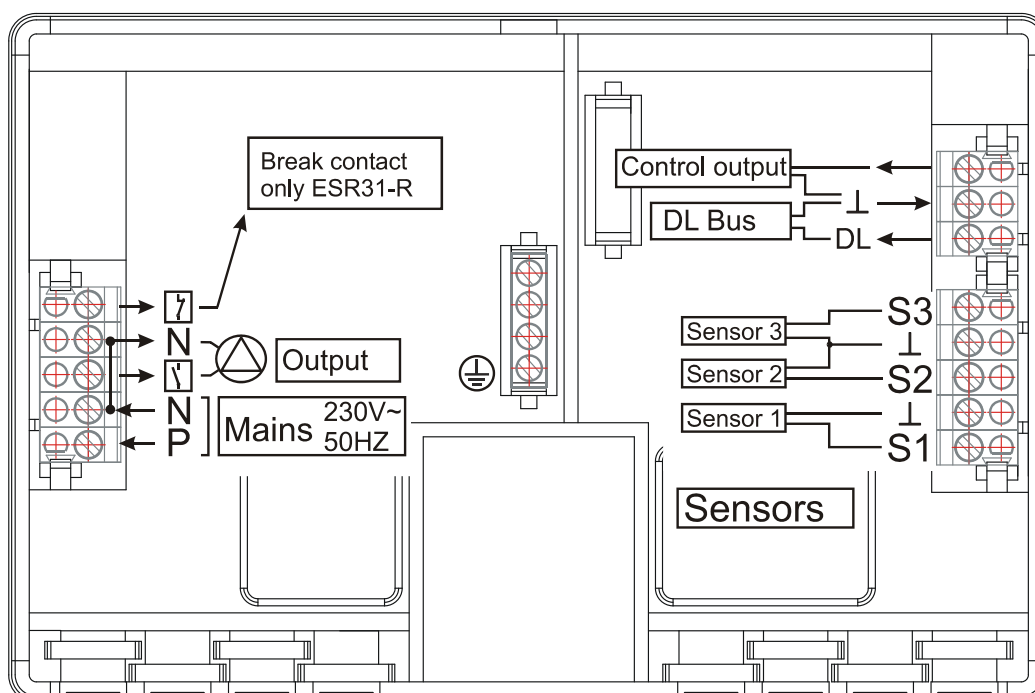 Break contact
only ESR31-R
N
Output
N
P
Mains 230V~
50HZ
Control output
DL Bus
DL
Sensor 3
S3
Sensor 2
S2
Sensor 1
S1
Sensors